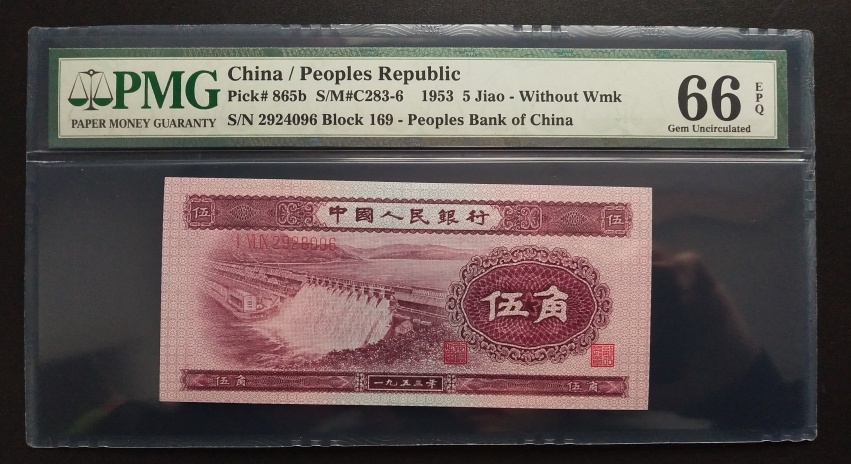 PMG
PAPER MONEY GUARANTY
China / Peoples Republic
Pick# 865b S/M#C283-6 1953 5 Jiao - Without Wmk
S/N 2924096 Block 169 - Peoples Bank of China
66
EPQ
Gem Uncirculated
伍 中國人民銀行 伍
伍角
伍角 一九五三年 伍角